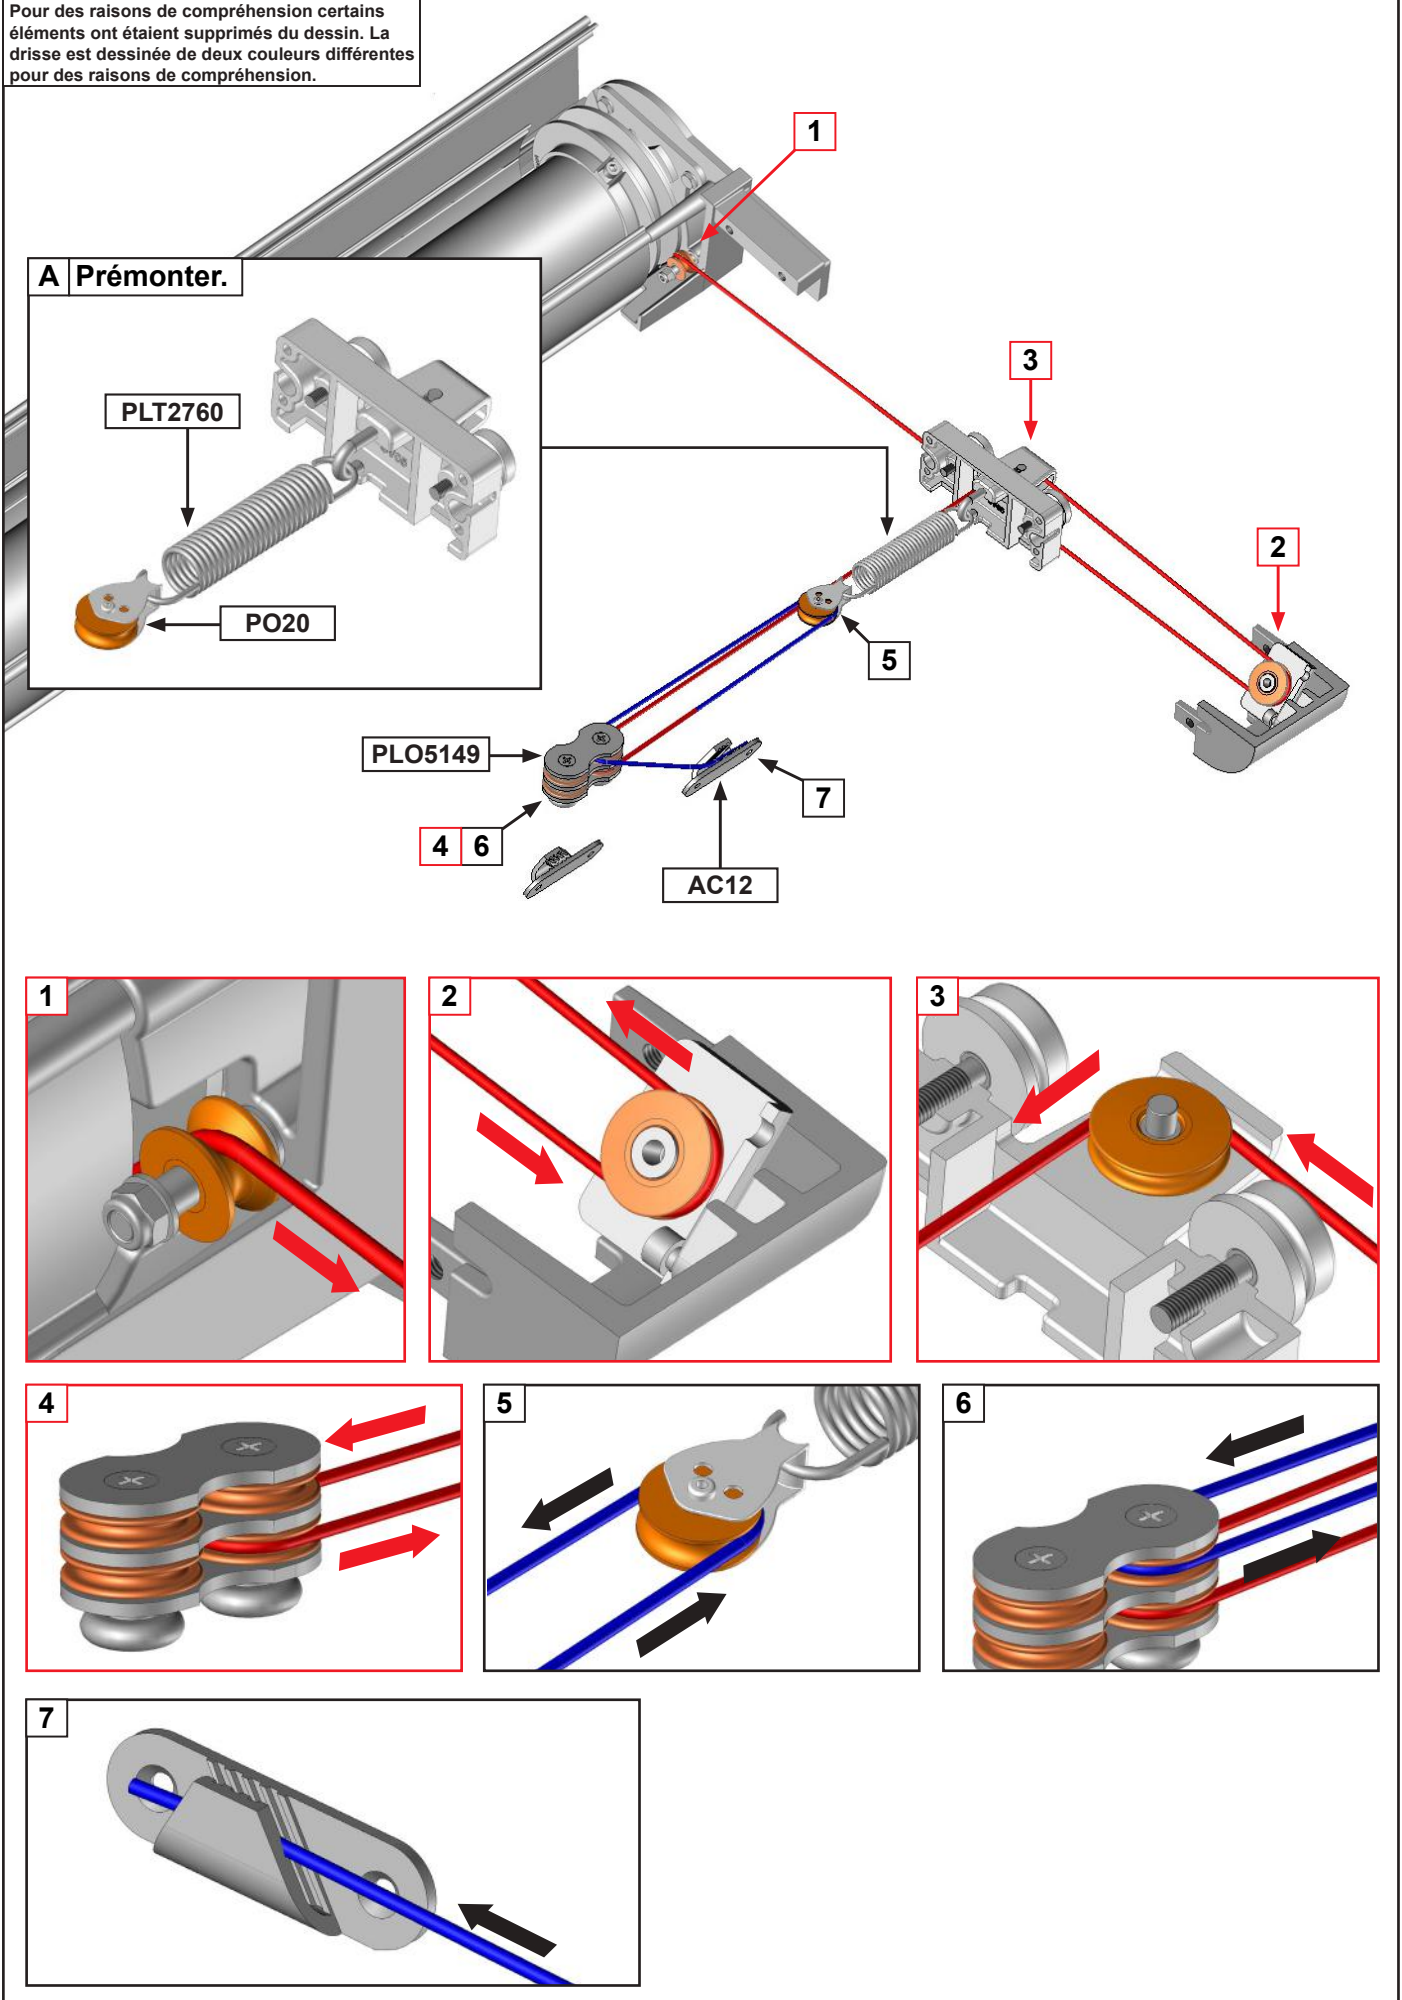 Pour des raisons de compréhension certains
éléments ont étaient supprimés du dessin. La
drisse est dessinée de deux couleurs différentes
pour des raisons de compréhension.
1
A Prémonter.
3
PLT2760
2
PO20
5
PLO5149
7
4 6
AC12
1
2
3
4
5
6
7